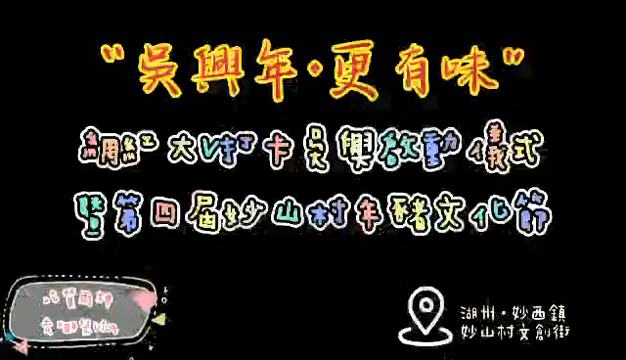 "吳興年·更有味"
網紅大V打卡吳興啟動儀式
暨第四届妙山村年豬文化節
湖州·妙西鎮
妙山村文創街